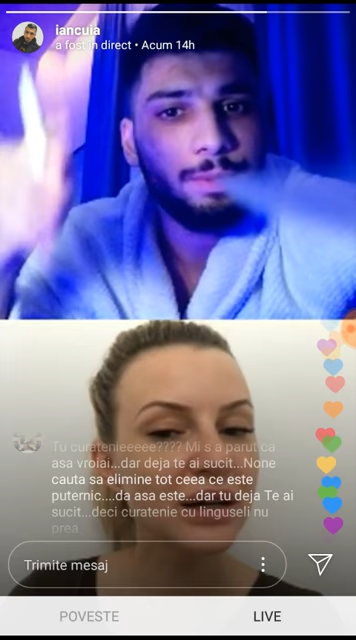 iancuia
a fost în direct • Acum 14h
Tu curatenieeeee???? Mi s a parut ca
asa vroiai...dar deja te ai sucit...None
cauta sa elimine tot ceea ce este
puternic....da asa este...dar tu deja Te ai
sucit...deci curatenie cu linguseli nu
prea
Trimite mesaj
POVESTE
LIVE